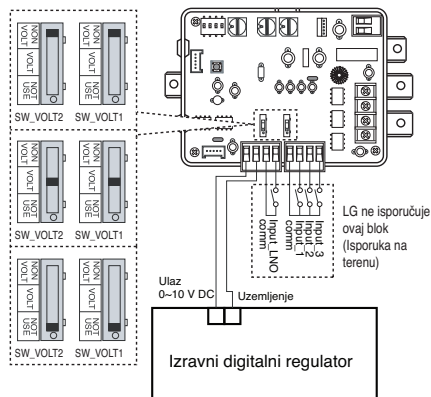 NON
VOLT
VOLT
NOT
USE
NON
VOLT
VOLT
NOT
USE
SW_VOLT2
SW_VOLT1
NON
VOLT
VOLT
NOT
USE
NON
VOLT
VOLT
NOT
USE
SW_VOLT2
SW_VOLT1
NON
VOLT
VOLT
NOT
USE
NON
VOLT
VOLT
NOT
USE
SW_VOLT2
SW_VOLT1
Input_LNO
comm
Input_3
Input_2
Input_1
comm
LG ne isporučuje
ovaj blok
(Isporuka na
terenu)
Ulaz
0~10 V DC
Uzemljenje
Izravni digitalni regulator